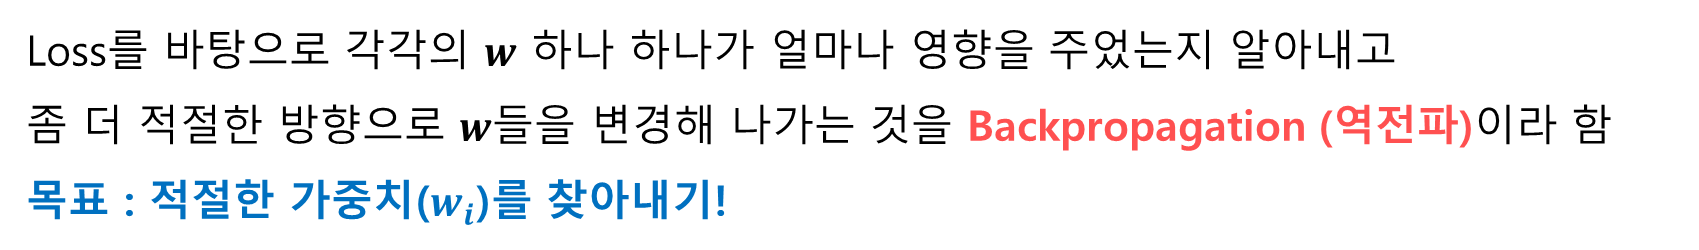 Loss를 바탕으로 각각의 w 하나 하나가 얼마나 영향을 주었는지 알아내고
좀 더 적절한 방향으로 w들을 변경해 나가는 것을 Backpropagation (역전파)이라 함
목표 : 적절한 가중치(wᵢ)를 찾아내기!